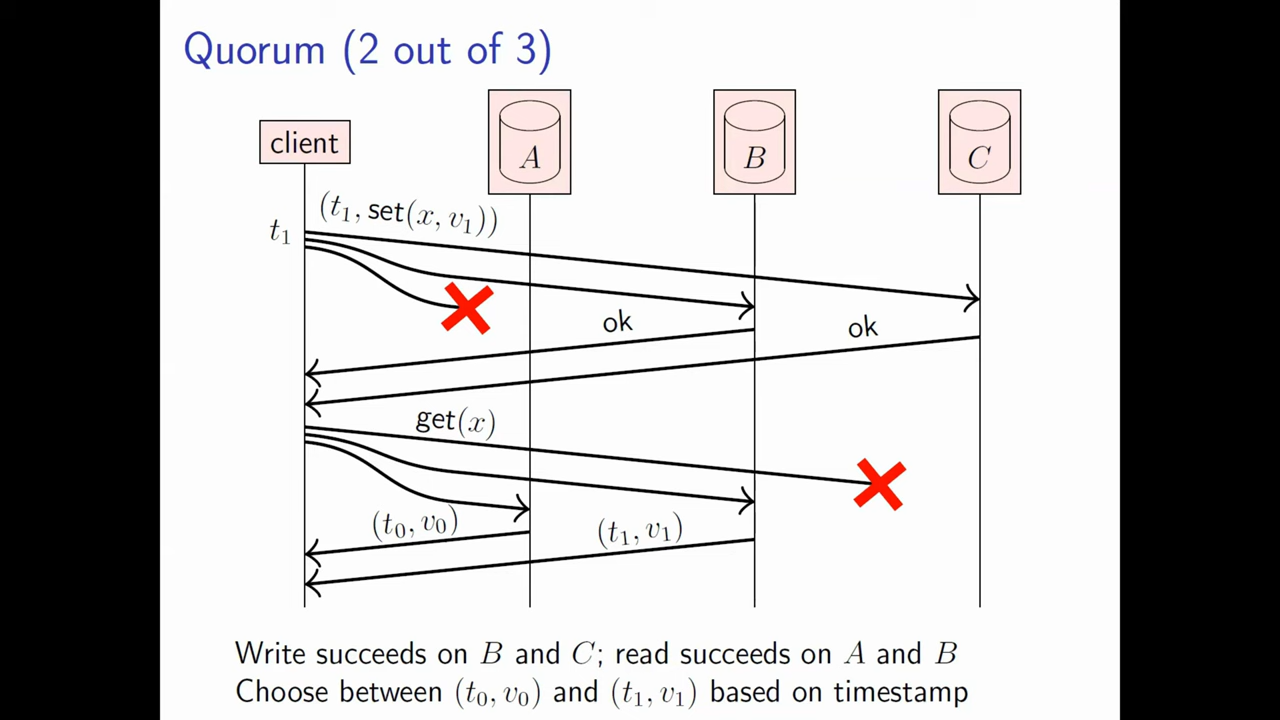 Quorum (2 out of 3)
client
A
B
C
(t₁, set(x, v₁))
t₁
ok
ok
get(x)
(t₀, v₀)
(t₁, v₁)
Write succeeds on B and C; read succeeds on A and B
Choose between (t₀, v₀) and (t₁, v₁) based on timestamp